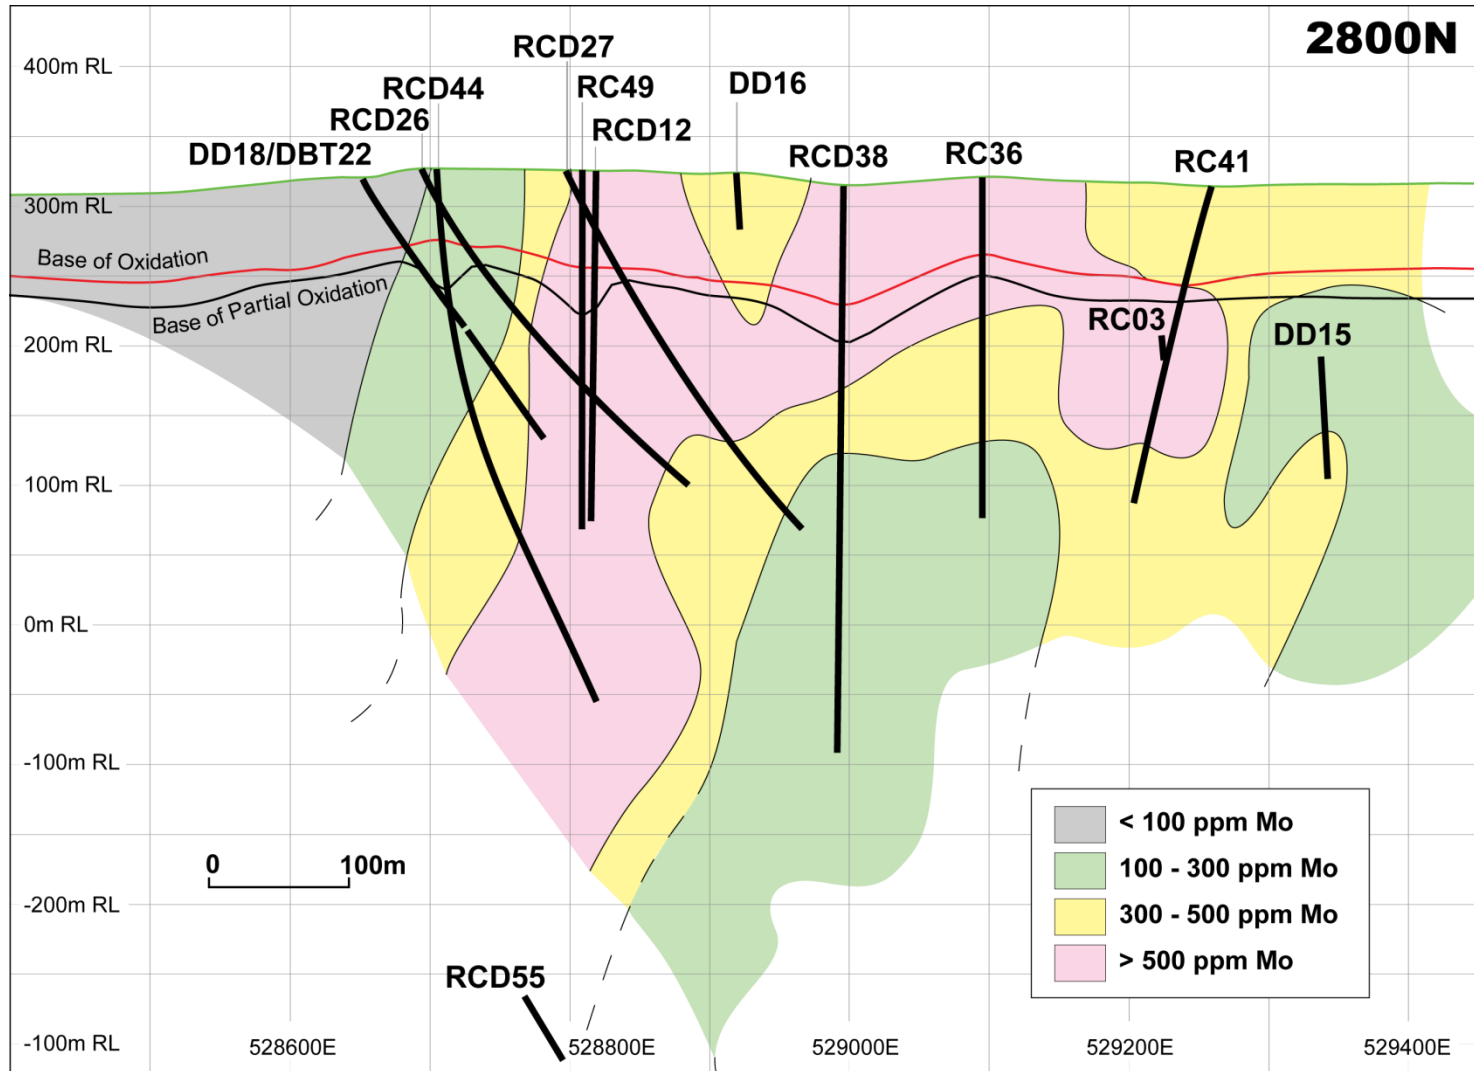 2800N
RCD27
400m RL
RCD44
RC49
DD16
RCD26
RCD12
DD18/DBT22
RCD38
RC36
RC41
300m RL
Base of Oxidation
Base of Partial Oxidation
RC03
DD15
200m RL
100m RL
0m RL
-100m RL
< 100 ppm Mo
100 - 300 ppm Mo
300 - 500 ppm Mo
> 500 ppm Mo
0 100m
-200m RL
RCD55
-100m RL
528600E
528800E
529000E
529200E
529400E